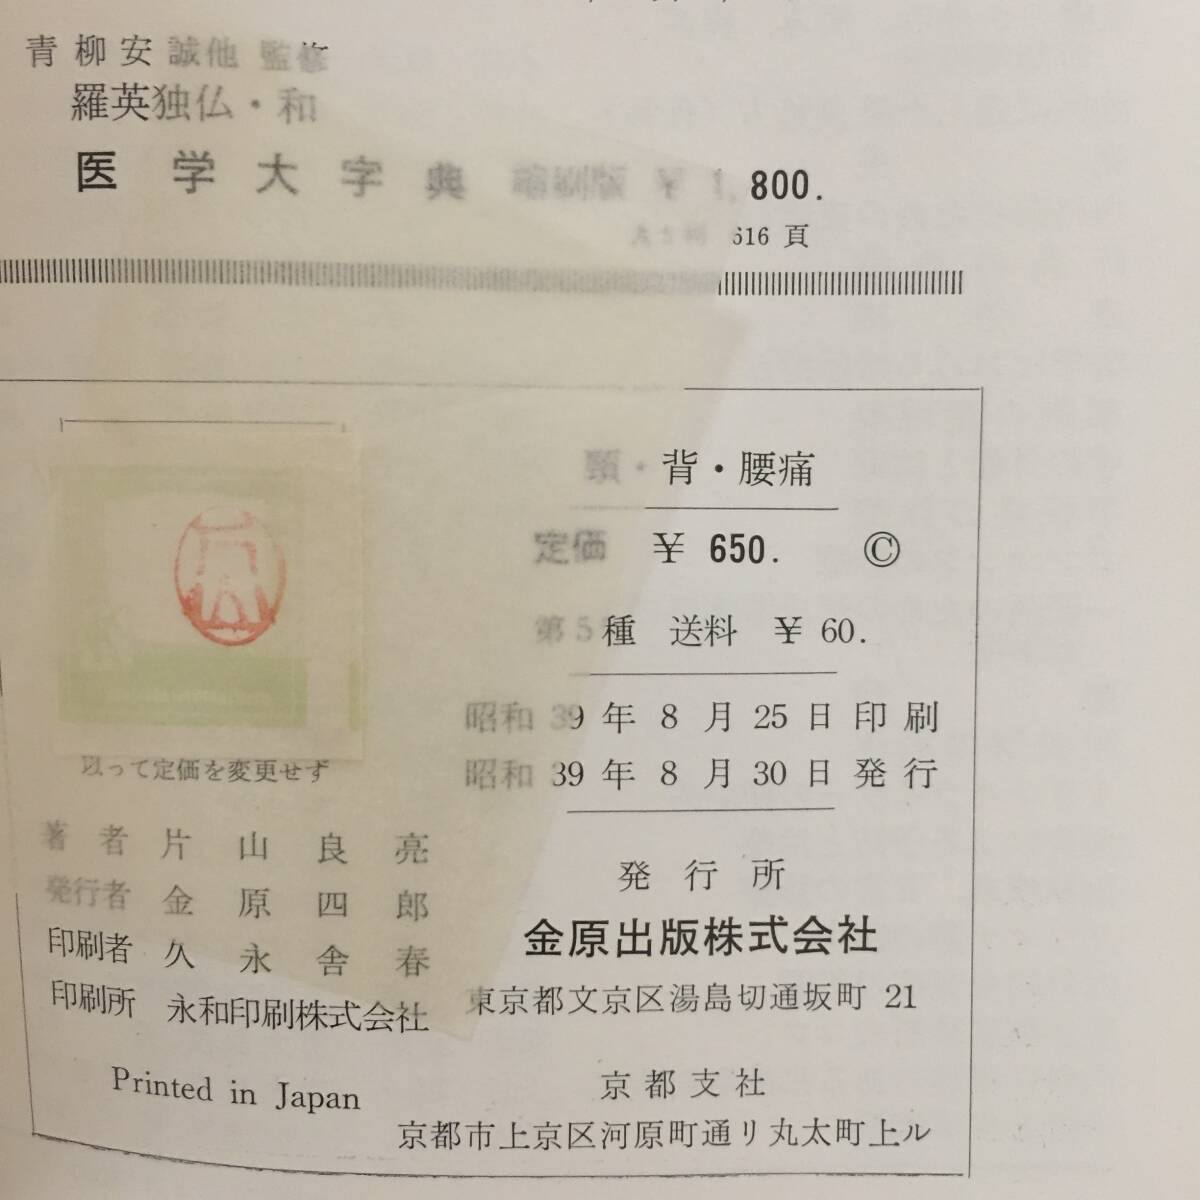 青柳安誠他 監修
羅英独仏・和
医学大字典 縮刷版 ￥1,800.
616 頁
頸・背・腰痛
定価 ￥650. ©
第5種 送料 ￥60.
昭和39年8月25日印刷
昭和39年8月30日発行
以って定価を変更せず
著者 片山良亮
発行者 金原四郎
印刷者 久永舎春
印刷所 永和印刷株式会社
Printed in Japan
発行所
金原出版株式会社
東京都文京区湯島切通坂町 21
京都支社
京都市上京区河原町通リ丸太町上ル